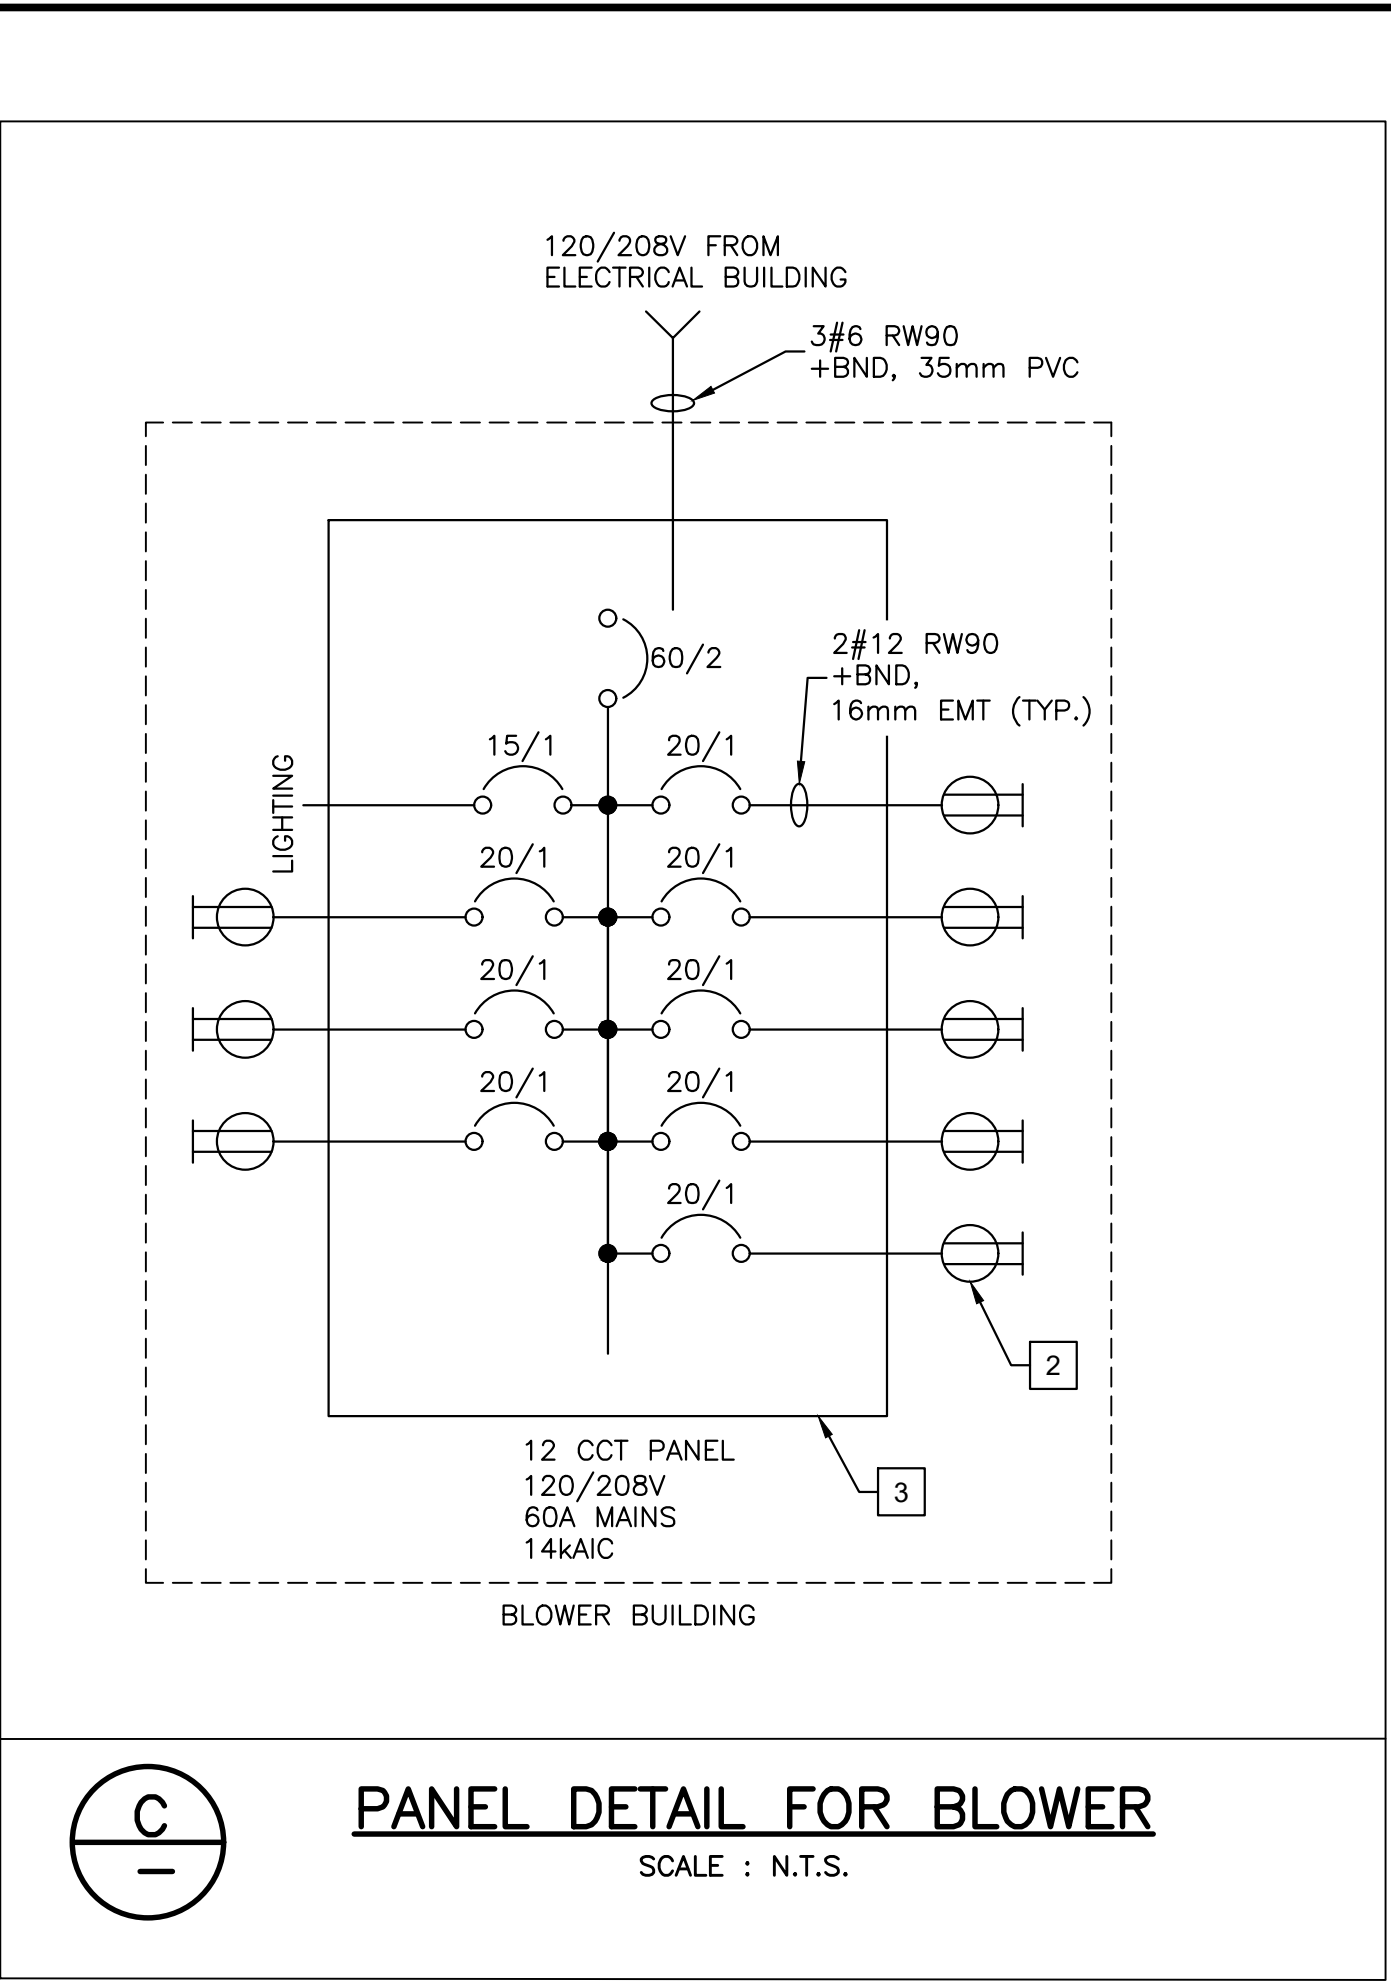 120/208V FROM
ELECTRICAL BUILDING
3#6 RW90
+BND, 35mm PVC
60/2
2#12 RW90
+BND,
16mm EMT (TYP.)
LIGHTING
15/1
20/1
20/1
20/1
20/1
20/1
20/1
20/1
20/1
2
3
12 CCT PANEL
120/208V
60A MAINS
14kAIC
BLOWER BUILDING
C
–
PANEL DETAIL FOR BLOWER
SCALE : N.T.S.